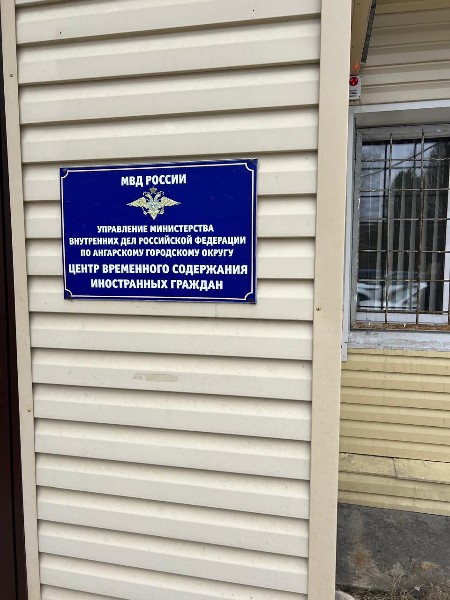 МВД РОССИИ
УПРАВЛЕНИЕ МИНИСТЕРСТВА
ВНУТРЕННИХ ДЕЛ РОССИЙСКОЙ ФЕДЕРАЦИИ
ПО АНГАРСКОМУ ГОРОДСКОМУ ОКРУГУ
ЦЕНТР ВРЕМЕННОГО СОДЕРЖАНИЯ
ИНОСТРАННЫХ ГРАЖДАН